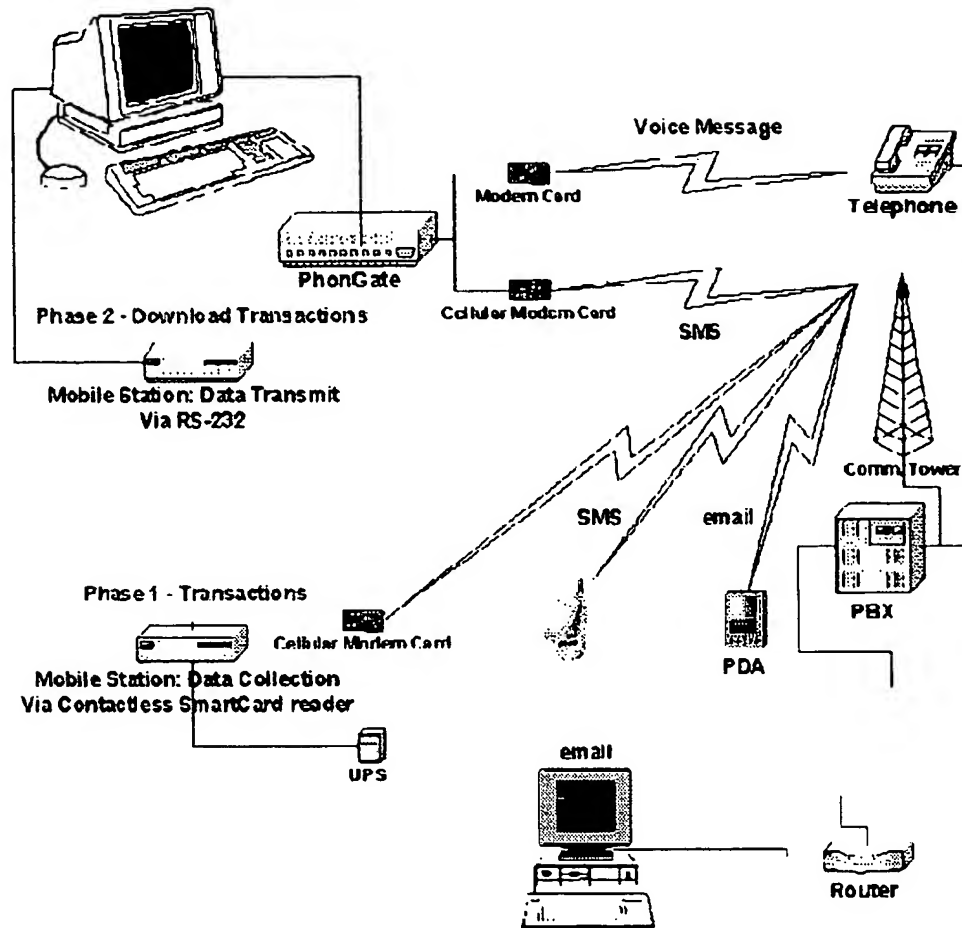 Voice Message
Modem Card
Telephone
PhonGate
Cellular Modem Card
SMS
Phase 2 - Download Transactions
Mobile Station: Data Transmit
Via RS-232
Comm. Tower
SMS
email
Phase 1 - Transactions
Cellular Modem Card
PDA
PBX
Mobile Station: Data Collection
Via Contactless SmartCard reader
UPS
email
Router